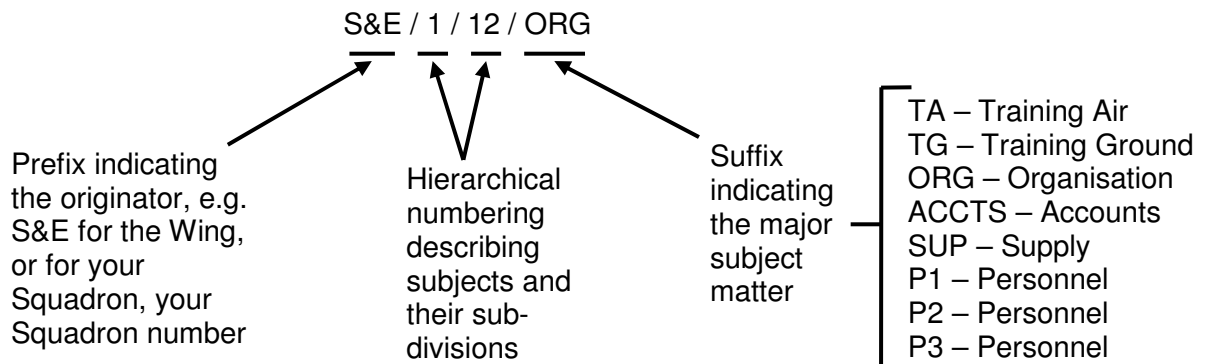 S&E / 1 / 12 / ORG
Prefix indicating
the originator, e.g.
S&E for the Wing,
or for your
Squadron, your
Squadron number
Hierarchical
numbering
describing
subjects and
their sub-
divisions
Suffix
indicating
the major
subject
matter
TA – Training Air
TG – Training Ground
ORG – Organisation
ACCTS – Accounts
SUP – Supply
P1 – Personnel
P2 – Personnel
P3 – Personnel